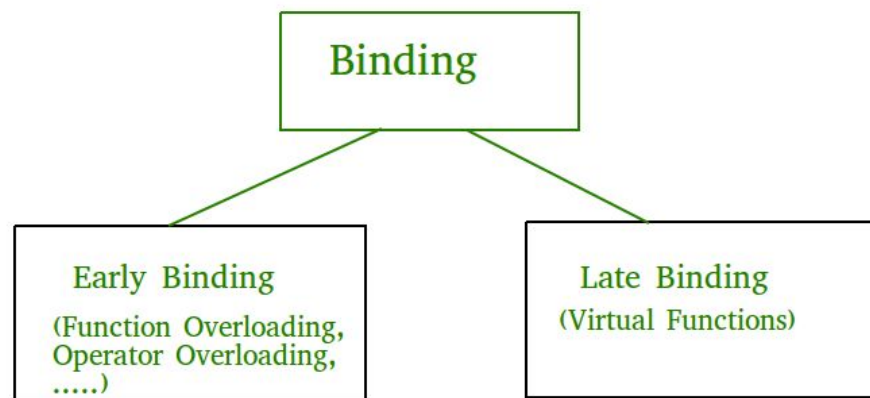 Binding
Early Binding
(Function Overloading,
Operator Overloading,
.....)
Late Binding
(Virtual Functions)